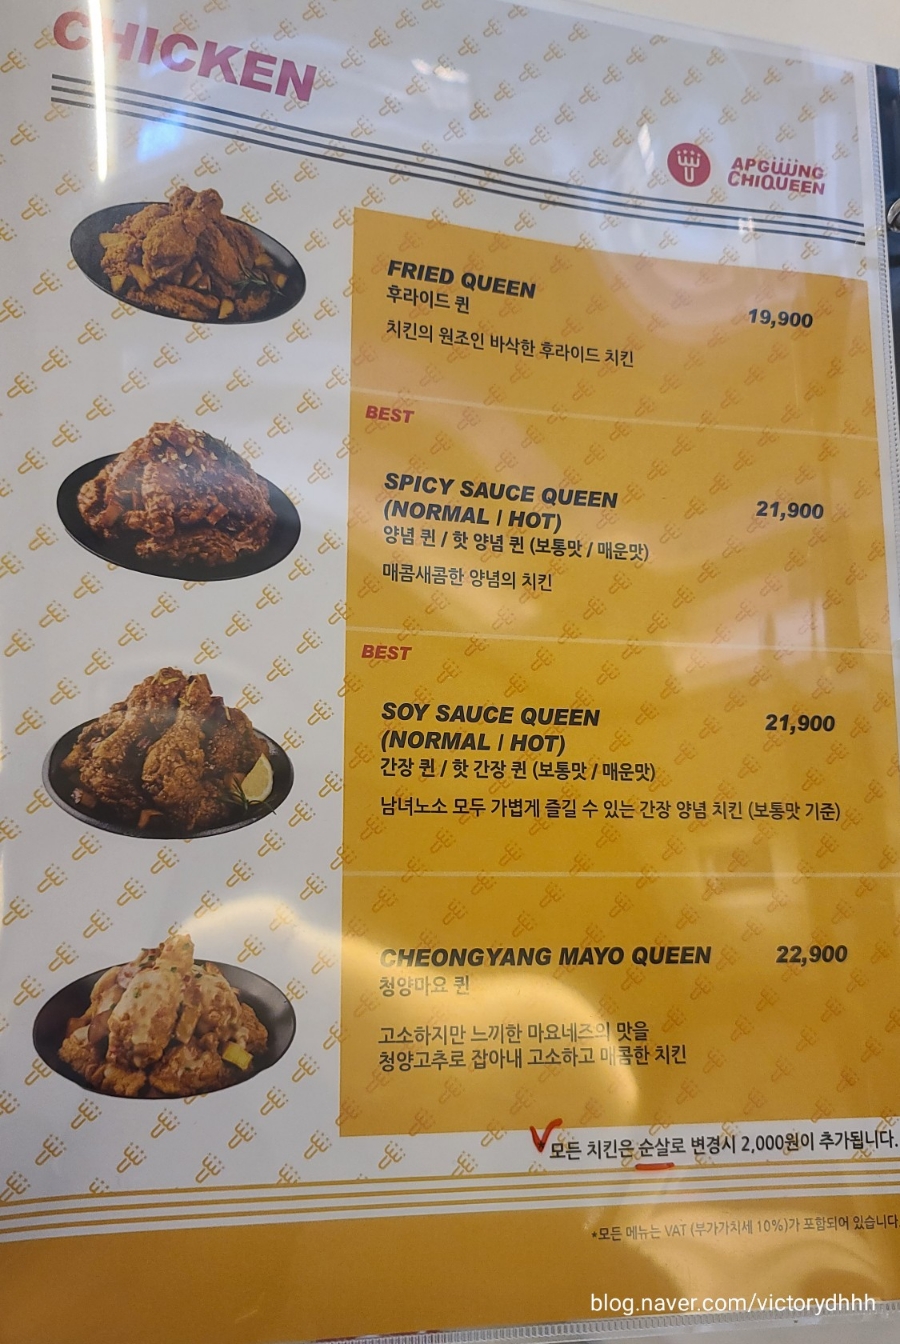 CHICKEN
APGUJUNG
CHIQUEEN
FRIED QUEEN
후라이드 퀸
19,900
치킨의 원조인 바삭한 후라이드 치킨
BEST
SPICY SAUCE QUEEN
(NORMAL / HOT)
21,900
양념 퀸 / 핫 양념 퀸 (보통맛 / 매운맛)
매콤새콤한 양념의 치킨
BEST
SOY SAUCE QUEEN
(NORMAL / HOT)
21,900
간장 퀸 / 핫 간장 퀸 (보통맛 / 매운맛)
남녀노소 모두 가볍게 즐길 수 있는 간장 양념 치킨 (보통맛 기준)
CHEONGYANG MAYO QUEEN
22,900
청양마요 퀸
고소하지만 느끼한 마요네즈의 맛을
청양고추로 잡아내 고소하고 매콤한 치킨
모든 치킨은 순살로 변경시 2,000원이 추가됩니다.
*모든 메뉴는 VAT (부가가치세 10%)가 포함되어 있습니다
blog.naver.com/victorydhhh